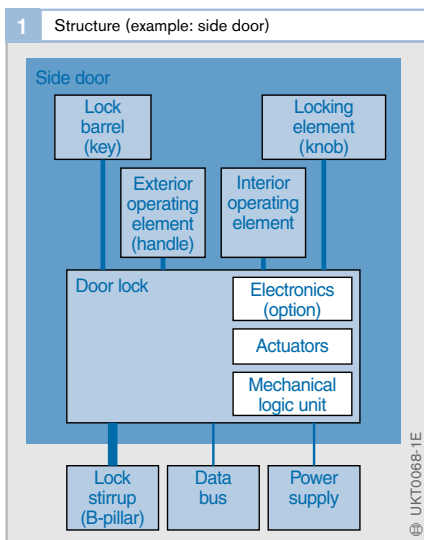 1 Structure (example: side door)
Side door
Lock
barrel
(key)
Locking
element
(knob)
Exterior
operating
element
(handle)
Interior
operating
element
Door lock
Electronics
(option)
Actuators
Mechanical
logic unit
Lock
stirrup
(B-pillar)
Data
bus
Power
supply
UKT0068-1E